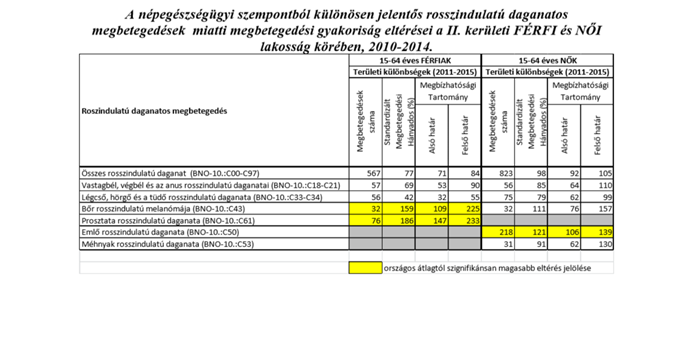 A népegészségügyi szempontból különösen jelentős rosszindulatú daganatos
megbetegedések miatti megbetegedési gyakoriság eltérései a II. kerületi FÉRFI és NŐI
lakosság körében, 2010-2014.
15-64 éves FÉRFIAK 15-64 éves NŐK
Területi különbségek (2011-2015) Területi különbségek (2011-2015)
Roszindulatú daganatos megbetegedés
Megbetegedések száma
Standardizált Megbetegedési Hányados (%)
Megbízhatósági Tartomány
Alsó határ
Felső határ
Megbetegedések száma
Standardizált Megbetegedési Hányados (%)
Megbízhatósági Tartomány
Alsó határ
Felső határ
Összes rosszindulatú daganat (BNO-10.:C00-C97) 567 77 71 84 823 98 92 105
Vastagbél, végbél és az anus rosszindulatú daganatai (BNO-10.:C18-C21) 57 69 53 90 56 85 64 110
Légcső, hörgő és a tüdő rosszindulatú daganata (BNO-10.:C33-C34) 56 42 32 55 75 79 62 99
Bőr rosszindulatú melanómája (BNO-10.:C43) 32 159 109 225 32 111 76 157
Prosztata rosszindulatú daganata (BNO-10.:C61) 76 186 147 233
Emlő rosszindulatú daganata (BNO-10.:C50) 218 121 106 139
Méhnyak rosszindulatú daganata (BNO-10.:C53) 31 91 62 130
országos átlagtól szignifikánsan magasabb eltérés jelölése